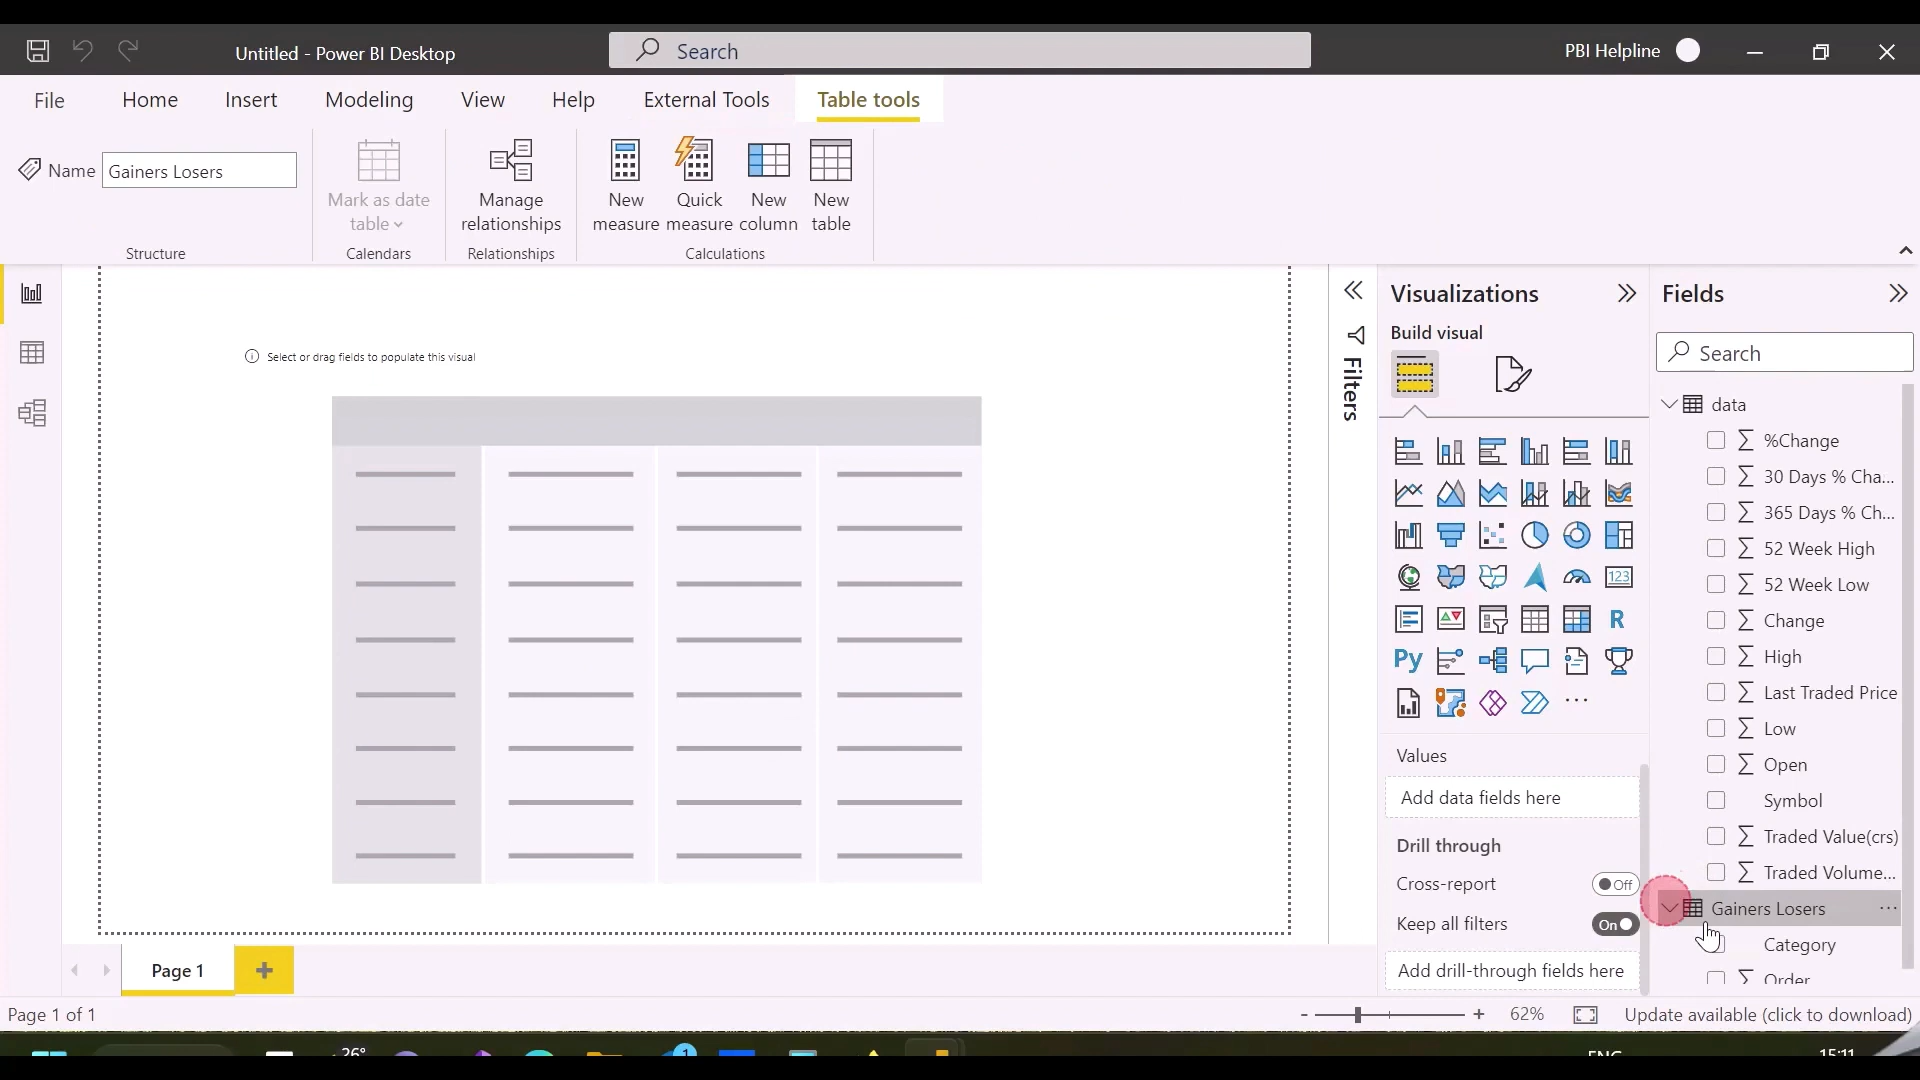 Untitled - Power BI Desktop
Search
PBI Helpline
File
Home
Insert
Modeling
View
Help
External Tools
Table tools
Name
Gainers Losers
Mark as date
table
Manage
relationships
New
measure
Quick
measure
New
column
New
table
Structure
Calendars
Relationships
Calculations
Select or drag fields to populate this visual
Filters
Visualizations
Build visual
123
R
Py
Values
Add data fields here
Drill through
Cross-report
Off
Keep all filters
On
Add drill-through fields here
Fields
Search
data
%Change
30 Days % Cha...
365 Days % Ch...
52 Week High
52 Week Low
Change
High
Last Traded Price
Low
Open
Symbol
Traded Value(crs)
Traded Volume...
Gainers Losers
Category
Order
Page 1
Page 1 of 1
62%
Update available (click to download)
26°
1
ENG
15:11